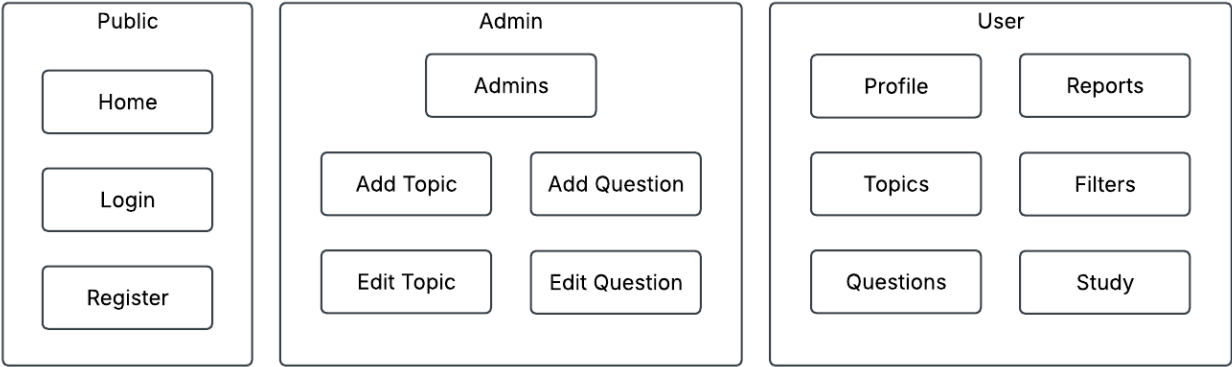 Public
Home
Login
Register
Admin
Admins
Add Topic
Add Question
Edit Topic
Edit Question
User
Profile
Reports
Topics
Filters
Questions
Study